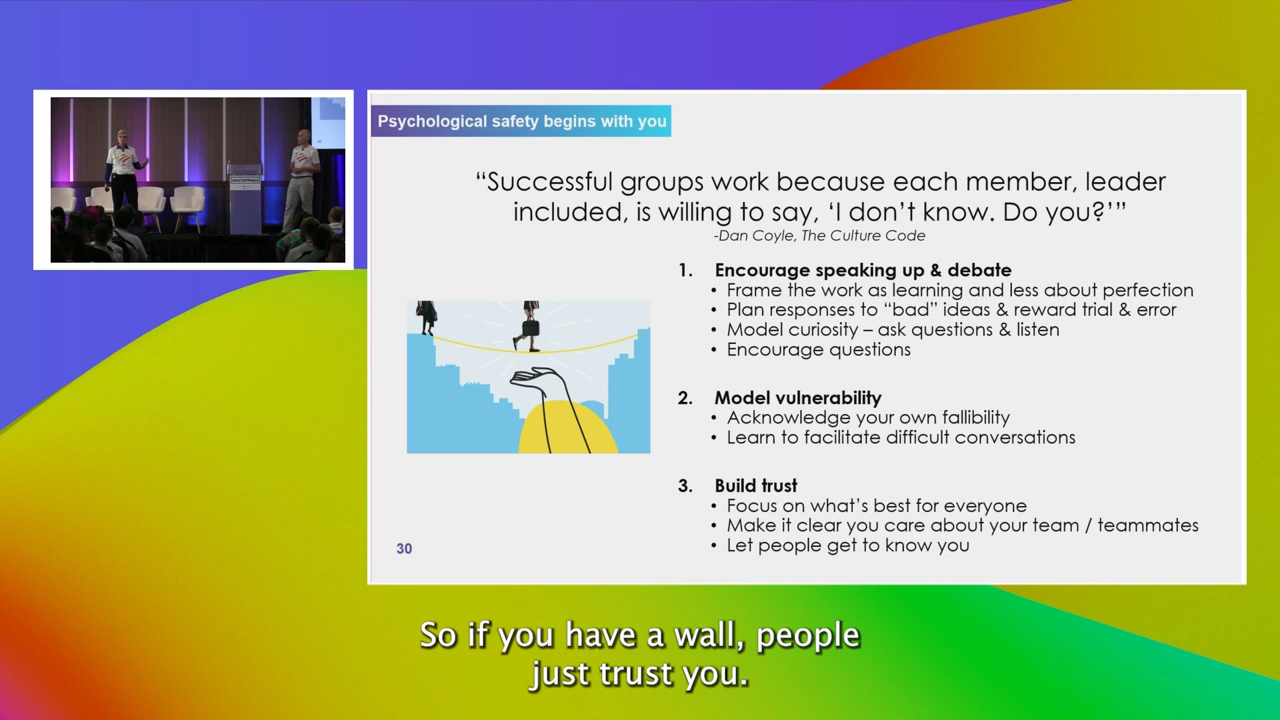 Psychological safety begins with you
“Successful groups work because each member, leader
included, is willing to say, ‘I don’t know. Do you?’”
-Dan Coyle, The Culture Code
1. Encourage speaking up & debate
• Frame the work as learning and less about perfection
• Plan responses to “bad” ideas & reward trial & error
• Model curiosity – ask questions & listen
• Encourage questions
2. Model vulnerability
• Acknowledge your own fallibility
• Learn to facilitate difficult conversations
3. Build trust
• Focus on what’s best for everyone
• Make it clear you care about your team / teammates
• Let people get to know you
30
So if you have a wall, people
just trust you.